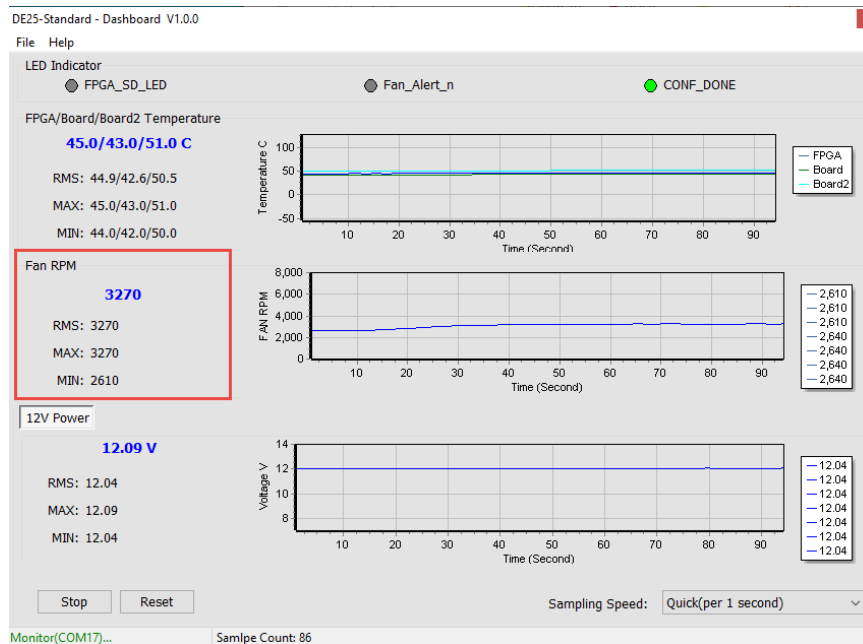 DE25-Standard - Dashboard V1.0.0
File Help
LED Indicator
FPGA_SD_LED Fan_Alert_n CONF_DONE
FPGA/Board/Board2 Temperature
45.0/43.0/51.0 C
RMS: 44.9/42.6/50.5
MAX: 45.0/43.0/51.0
MIN: 44.0/42.0/50.0
Temperature C
100
50
0
-50
10 20 30 40 50 60 70 80 90
Time (Second)
FPGA
Board
Board2
Fan RPM
3270
RMS: 3270
MAX: 3270
MIN: 2610
FAN RPM
8,000
6,000
4,000
2,000
0
10 20 30 40 50 60 70 80 90
Time (Second)
2,610
2,610
2,610
2,640
2,640
2,640
2,640
12V Power
12.09 V
RMS: 12.04
MAX: 12.09
MIN: 12.04
Voltage V
14
12
10
8
10 20 30 40 50 60 70 80 90
Time (Second)
12.04
12.04
12.04
12.04
12.04
12.04
12.04
Stop Reset Sampling Speed: Quick(per 1 second)
Monitor(COM17)... Samlpe Count: 86